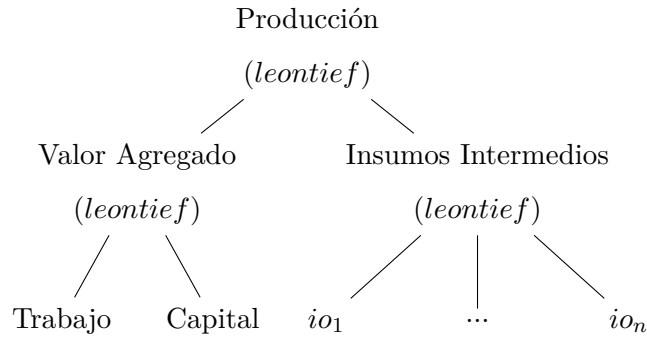 Producción
(leontief)
Valor Agregado Insumos Intermedios
(leontief) (leontief)
Trabajo Capital io₁ ... ioₙ